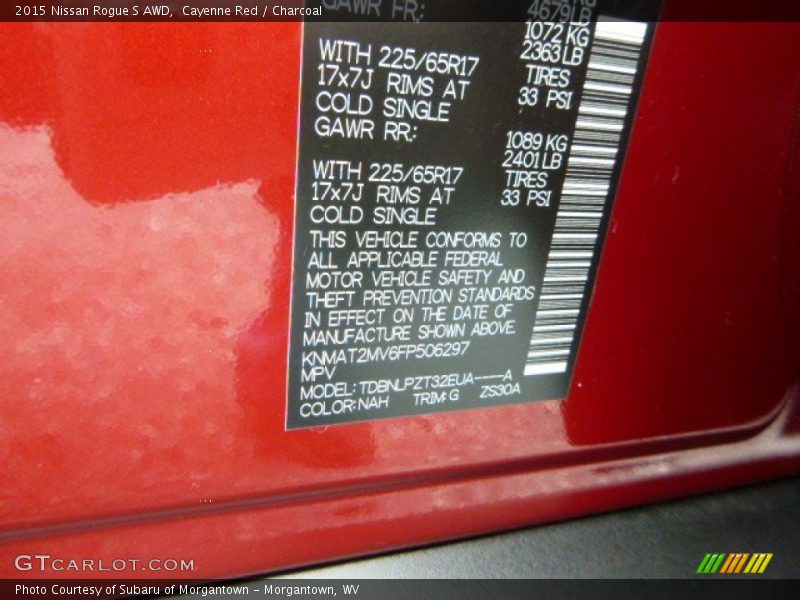 2015 Nissan Rogue S AWD, Cayenne Red / Charcoal
GAWR FR:
4679LB
1072 KG
2363LB
WITH 225/65R17 TIRES
17x7J RIMS AT 33 PSI
COLD SINGLE
GAWR RR: 1089 KG
2401LB
WITH 225/65R17 TIRES
17x7J RIMS AT 33 PSI
COLD SINGLE
THIS VEHICLE CONFORMS TO
ALL APPLICABLE FEDERAL
MOTOR VEHICLE SAFETY AND
THEFT PREVENTION STANDARDS
IN EFFECT ON THE DATE OF
MANUFACTURE SHOWN ABOVE.
KNMAT2MV6FP506297
MPV
MODEL: TDBNLPZT32EUA----A
COLOR: NAH TRIM: G ZS30A
GTCARLOT.COM
Photo Courtesy of Subaru of Morgantown - Morgantown, WV